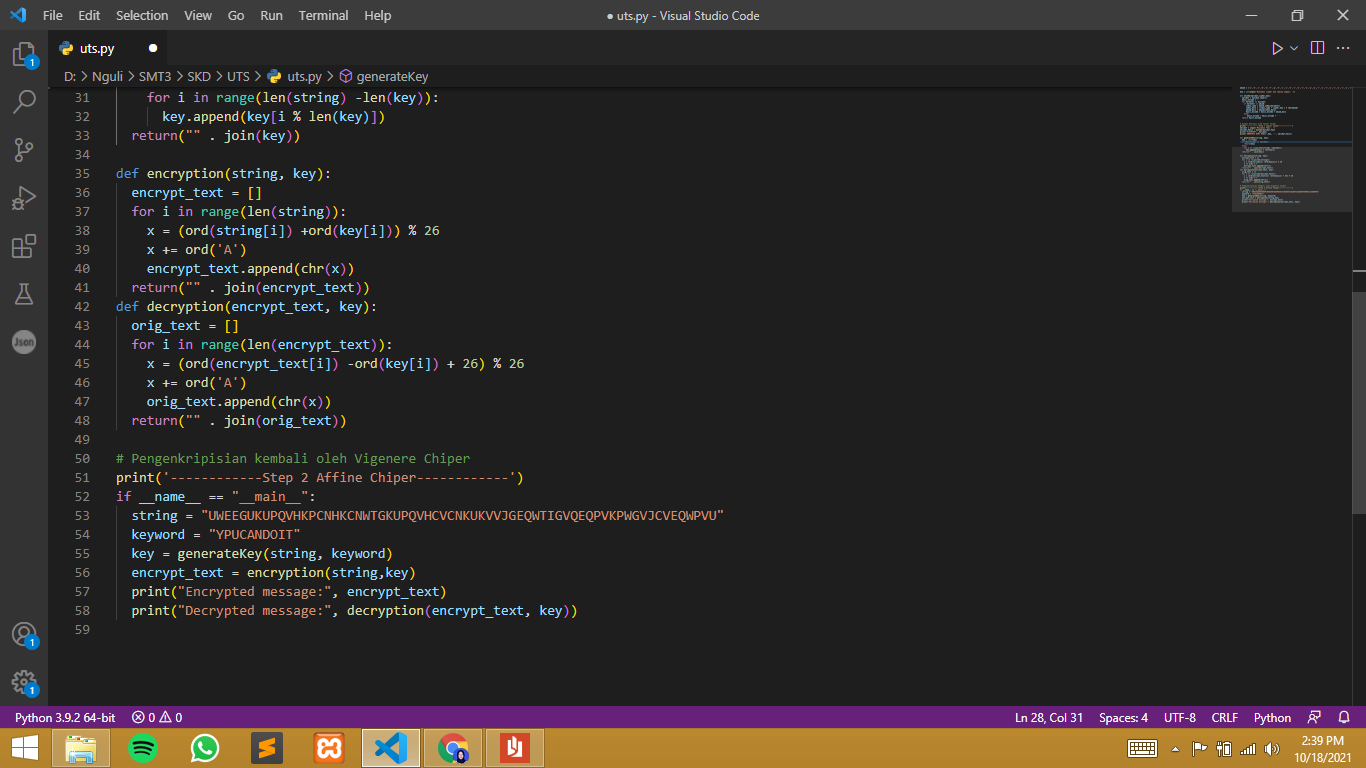 File Edit Selection View Go Run Terminal Help
● uts.py - Visual Studio Code
uts.py
D: > Nguli > SMT3 > SKD > UTS > uts.py > generateKey
31     for i in range(len(string) -len(key)):
32       key.append(key[i % len(key)])
33   return("" . join(key))
34
35 def encryption(string, key):
36   encrypt_text = []
37   for i in range(len(string)):
38     x = (ord(string[i]) +ord(key[i])) % 26
39     x += ord('A')
40     encrypt_text.append(chr(x))
41   return("" . join(encrypt_text))
42 def decryption(encrypt_text, key):
43   orig_text = []
44   for i in range(len(encrypt_text)):
45     x = (ord(encrypt_text[i]) -ord(key[i]) + 26) % 26
46     x += ord('A')
47     orig_text.append(chr(x))
48   return("" . join(orig_text))
49
50 # Pengenkripisian kembali oleh Vigenere Chiper
51 print('------------Step 2 Affine Chiper------------')
52 if __name__ == "__main__":
53   string = "UWEEGUKUPQVHKPCNHKCNWTGKUPQVHCVCNKUKVVJGEQWTIGVQEQPVKPWGVJCVEQWPVU"
54   keyword = "YPUCANDOIT"
55   key = generateKey(string, keyword)
56   encrypt_text = encryption(string,key)
57   print("Encrypted message:", encrypt_text)
58   print("Decrypted message:", decryption(encrypt_text, key))
59
1
Json
1
1
Python 3.9.2 64-bit 0 0 Ln 28, Col 31 Spaces: 4 UTF-8 CRLF Python
2:39 PM
10/18/2021